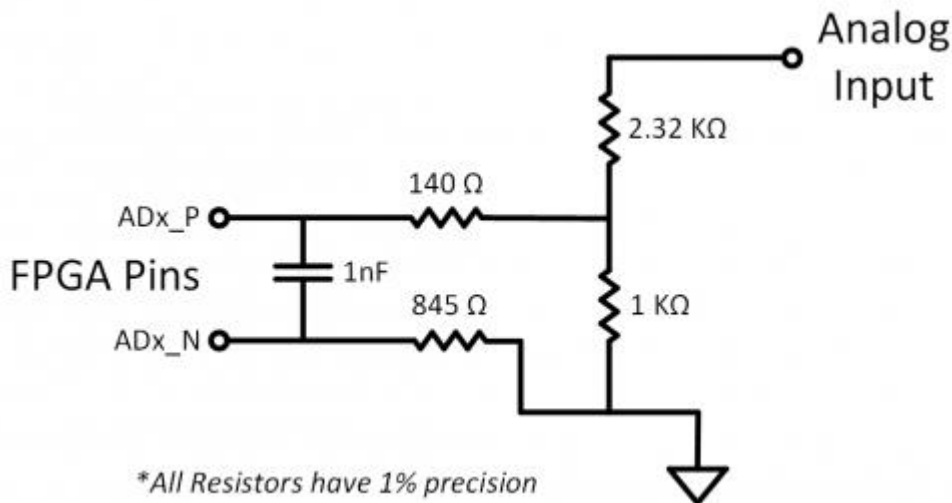 Analog
Input
2.32 KΩ
140 Ω
ADx_P
FPGA Pins
1nF
845 Ω
1 KΩ
ADx_N
*All Resistors have 1% precision